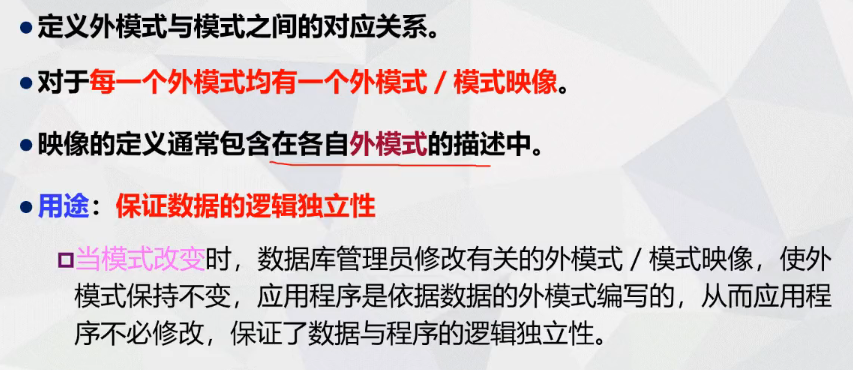 ●定义外模式与模式之间的对应关系。
●对于每一个外模式均有一个外模式／模式映像。
●映像的定义通常包含在各自外模式的描述中。
●用途：保证数据的逻辑独立性
当模式改变时，数据库管理员修改有关的外模式／模式映像，使外
模式保持不变，应用程序是依据数据的外模式编写的，从而应用程
序不必修改，保证了数据与程序的逻辑独立性。